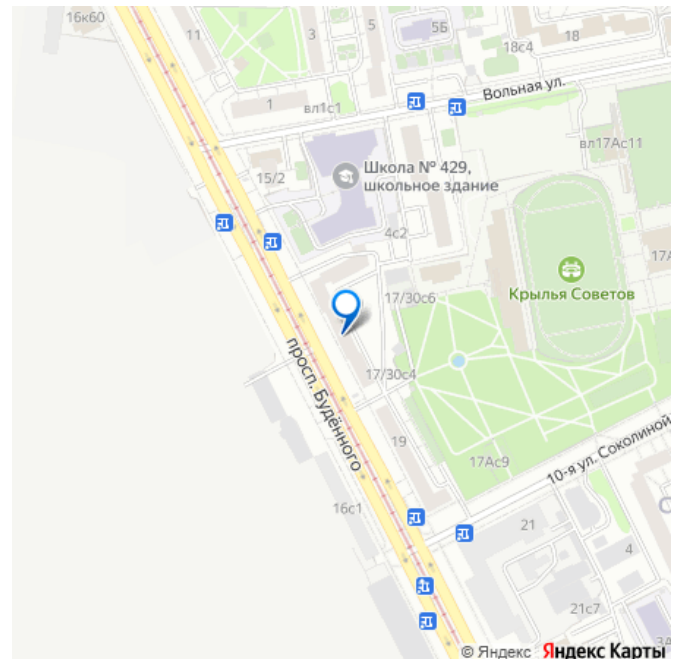 16к60
11
3
5
5Б
18с4
18
1
вл1с1
Вольная ул.
вл17Ас11
15/2
Школа № 429,
школьное здание
4с2
17А
17/30с6
Крылья Советов
просп. Будённого
17/30с4
19
17Ас9
10-я ул. Соколиной
16с1
21
4
21с7
© Яндекс Яндекс Карты